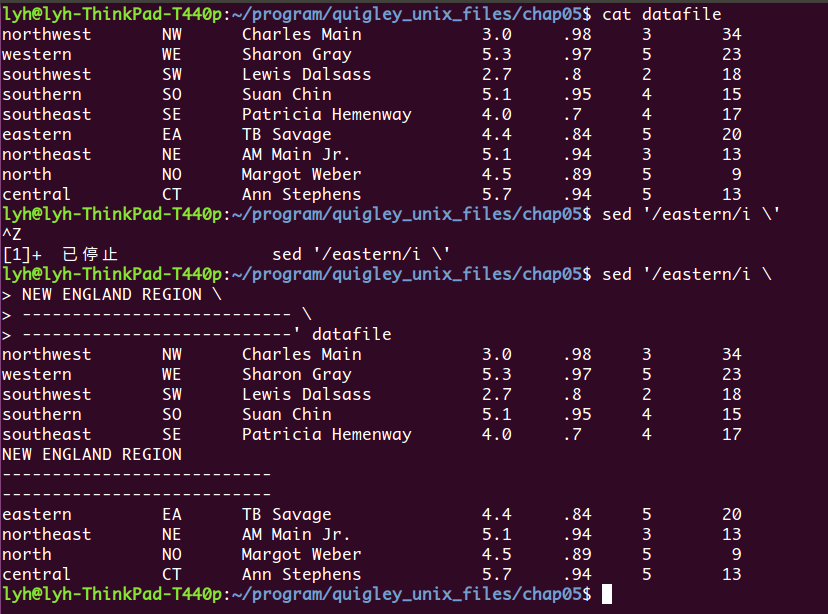 lyh@lyh-ThinkPad-T440p:~/program/quigley_unix_files/chap05$ cat datafile
northwest       NW      Charles Main            3.0     .98     3       34
western         WE      Sharon Gray             5.3     .97     5       23
southwest       SW      Lewis Dalsass           2.7     .8      2       18
southern        SO      Suan Chin               5.1     .95     4       15
southeast       SE      Patricia Hemenway       4.0     .7      4       17
eastern         EA      TB Savage               4.4     .84     5       20
northeast       NE      AM Main Jr.             5.1     .94     3       13
north           NO      Margot Weber            4.5     .89     5        9
central         CT      Ann Stephens            5.7     .94     5       13
lyh@lyh-ThinkPad-T440p:~/program/quigley_unix_files/chap05$ sed '/eastern/i \'
^Z
[1]+  已停止               sed '/eastern/i \'
lyh@lyh-ThinkPad-T440p:~/program/quigley_unix_files/chap05$ sed '/eastern/i \
> NEW ENGLAND REGION \
> --------------------------- \
> ---------------------------' datafile
northwest       NW      Charles Main            3.0     .98     3       34
western         WE      Sharon Gray             5.3     .97     5       23
southwest       SW      Lewis Dalsass           2.7     .8      2       18
southern        SO      Suan Chin               5.1     .95     4       15
southeast       SE      Patricia Hemenway       4.0     .7      4       17
NEW ENGLAND REGION
---------------------------
---------------------------
eastern         EA      TB Savage               4.4     .84     5       20
northeast       NE      AM Main Jr.             5.1     .94     3       13
north           NO      Margot Weber            4.5     .89     5        9
central         CT      Ann Stephens            5.7     .94     5       13
lyh@lyh-ThinkPad-T440p:~/program/quigley_unix_files/chap05$